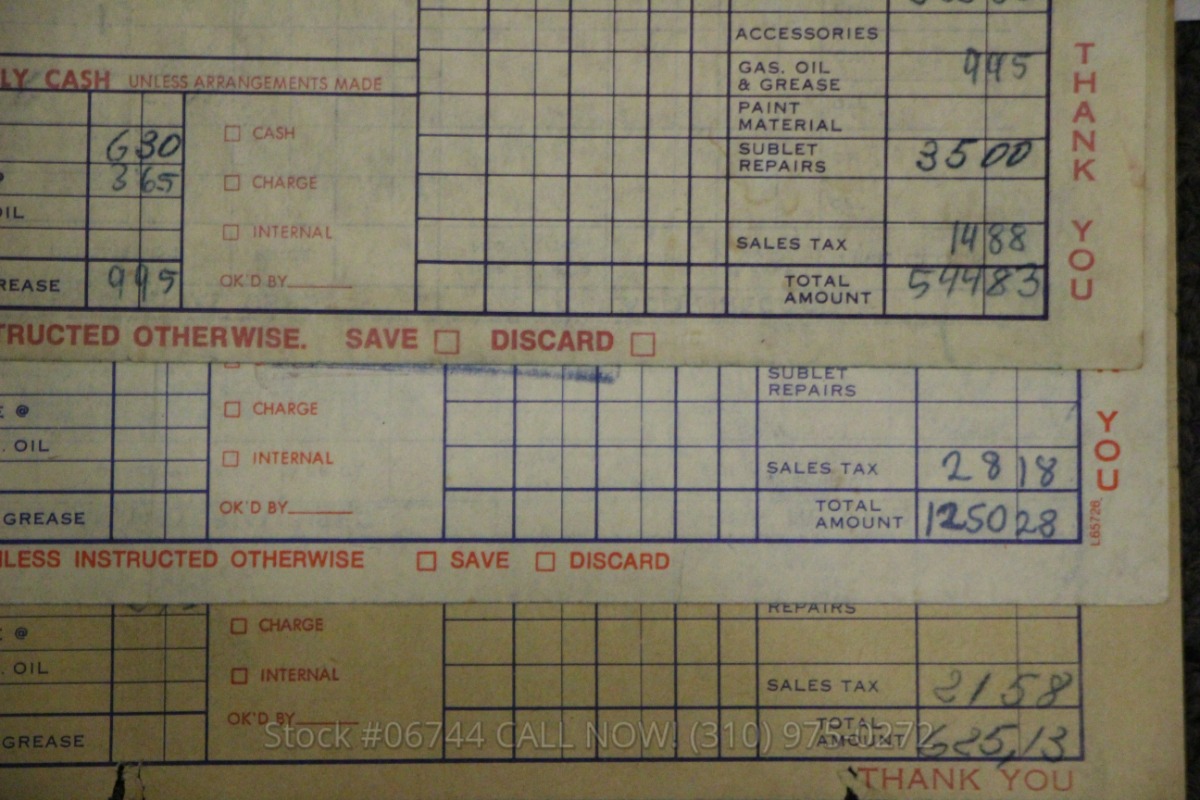 ACCESSORIES
LY CASH UNLESS ARRANGEMENTS MADE
GAS. OIL & GREASE 995
PAINT MATERIAL
630 CASH
SUBLET REPAIRS 3500
365 CHARGE
OIL
INTERNAL
SALES TAX 1488
REASE 995 OK'D BY
TOTAL AMOUNT 54483
THANK YOU
TRUCTED OTHERWISE. SAVE DISCARD
SUBLET REPAIRS
E @ CHARGE
. OIL
INTERNAL
SALES TAX 2818
GREASE OK'D BY
TOTAL AMOUNT 125028
YOU
L65726
NLESS INSTRUCTED OTHERWISE SAVE DISCARD
REPAIRS
E @ CHARGE
. OIL
INTERNAL
SALES TAX 2158
OK'D BY
GREASE
TOTAL AMOUNT 625,13
Stock #06744 CALL NOW! (310) 975-0272
THANK YOU